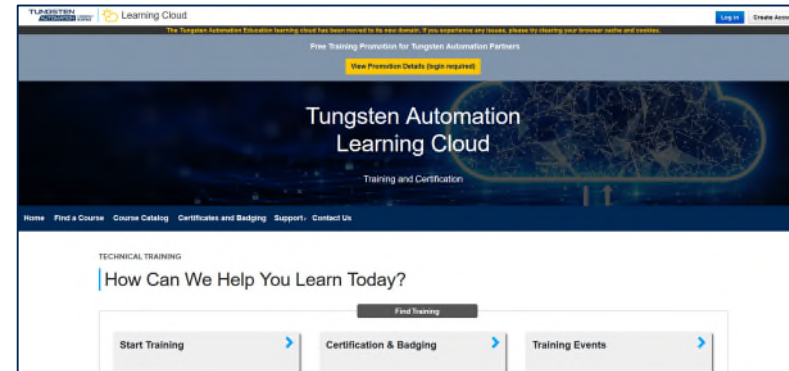 TUNGSTEN
AUTOMATION
Learning Cloud
Log in
Create Acco
The Tungsten Automation Education learning cloud has been moved to its new domain. If you experience any issues, please try clearing your browser cache and cookies.
Free Training Promotion for Tungsten Automation Partners
View Promotion Details (login required)
Tungsten Automation
Learning Cloud
Training and Certification
Home Find a Course Course Catalog Certificates and Badging Support Contact Us
TECHNICAL TRAINING
How Can We Help You Learn Today?
Find Training
Start Training
Certification & Badging
Training Events